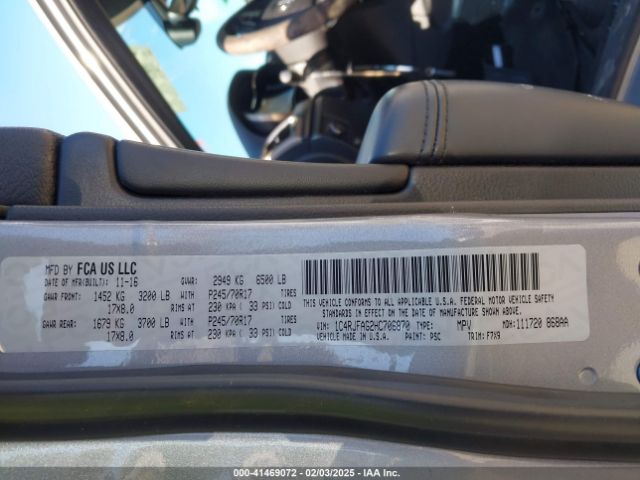 MFD BY FCA US LLC
DATE OF MFR(BUILT): 11-16 GVWR: 2949 KG 6500 LB
GAWR FRONT: 1452 KG 3200 LB WITH P245/70R17 TIRES
17X8.0 RIMS AT 230 KPA ( 33 PSI) COLD
GAWR REAR: 1679 KG 3700 LB WITH P245/70R17 TIRES
17X8.0 RIMS AT 230 KPA ( 33 PSI) COLD
THIS VEHICLE CONFORMS TO ALL APPLICABLE U.S.A. FEDERAL MOTOR VEHICLE SAFETY
STANDARDS IN EFFECT ON THE DATE OF MANUFACTURE SHOWN ABOVE.
VIN: 1C4RJFAG2HC706970 TYPE: MPV MDH: 111720 868AA
VEHICLE MADE IN U.S.A. PAINT: PSC TRIM: F7X9
00-41469072 — 02/03/2025 — IAA Inc.